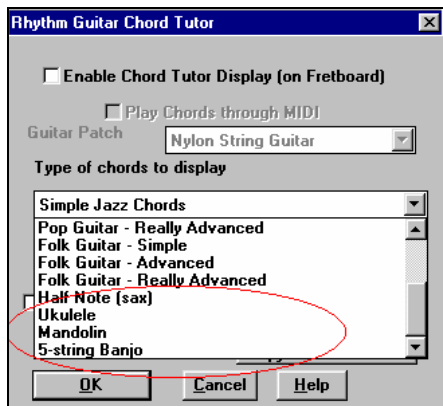 Rhythm Guitar Chord Tutor
Enable Chord Tutor Display (on Fretboard)
Play Chords through MIDI
Guitar Patch
Nylon String Guitar
Type of chords to display
Simple Jazz Chords
Pop Guitar - Really Advanced
Folk Guitar - Simple
Folk Guitar - Advanced
Folk Guitar - Really Advanced
Half Note (sax)
Ukulele
Mandolin
5-string Banjo
OK Cancel Help